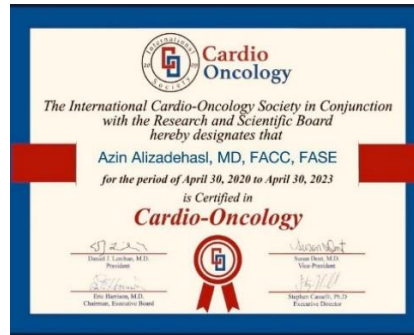 International
Society
20
Cardio
Oncology
The International Cardio-Oncology Society in Conjunction
with the Research and Scientific Board
hereby designates that
Azin Alizadehasl, MD, FACC, FASE
for the period of April 30, 2020 to April 30, 2023
is Certified in
Cardio-Oncology
Daniel J. Lenihan, M.D.
President
Susan Dent, M.D.
Vice-President
Eric Harrison, M.D.
Chairman, Executive Board
Stephen Casselli, Ph.D
Executive Director